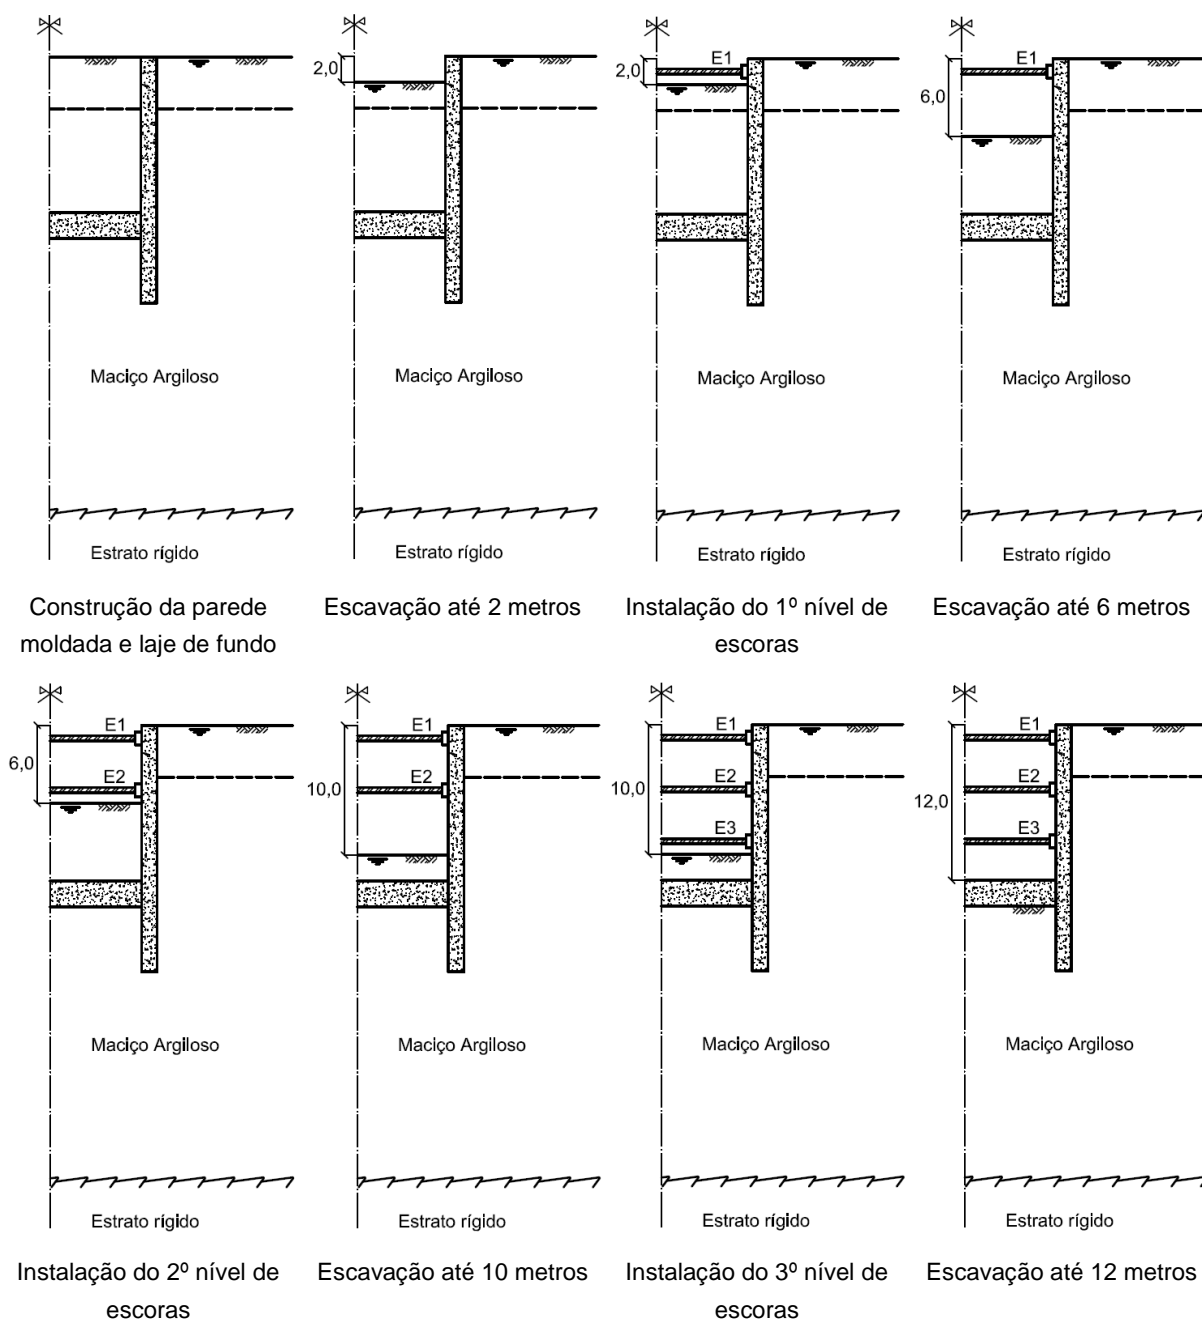 2,0
Maciço Argiloso
Maciço Argiloso
E1
2,0
Maciço Argiloso
E1
6,0
Maciço Argiloso
Estrato rígido
Estrato rígido
Estrato rígido
Estrato rígido
Construção da parede
moldada e laje de fundo
Escavação até 2 metros
Instalação do 1º nível de
escoras
Escavação até 6 metros
E1
6,0
E2
Maciço Argiloso
Estrato rígido
E1
E2
10,0
Maciço Argiloso
Estrato rígido
E1
E2
10,0
E3
Maciço Argiloso
Estrato rígido
E1
E2
12,0
E3
Maciço Argiloso
Estrato rígido
Instalação do 2º nível de
escoras
Escavação até 10 metros
Instalação do 3º nível de
escoras
Escavação até 12 metros